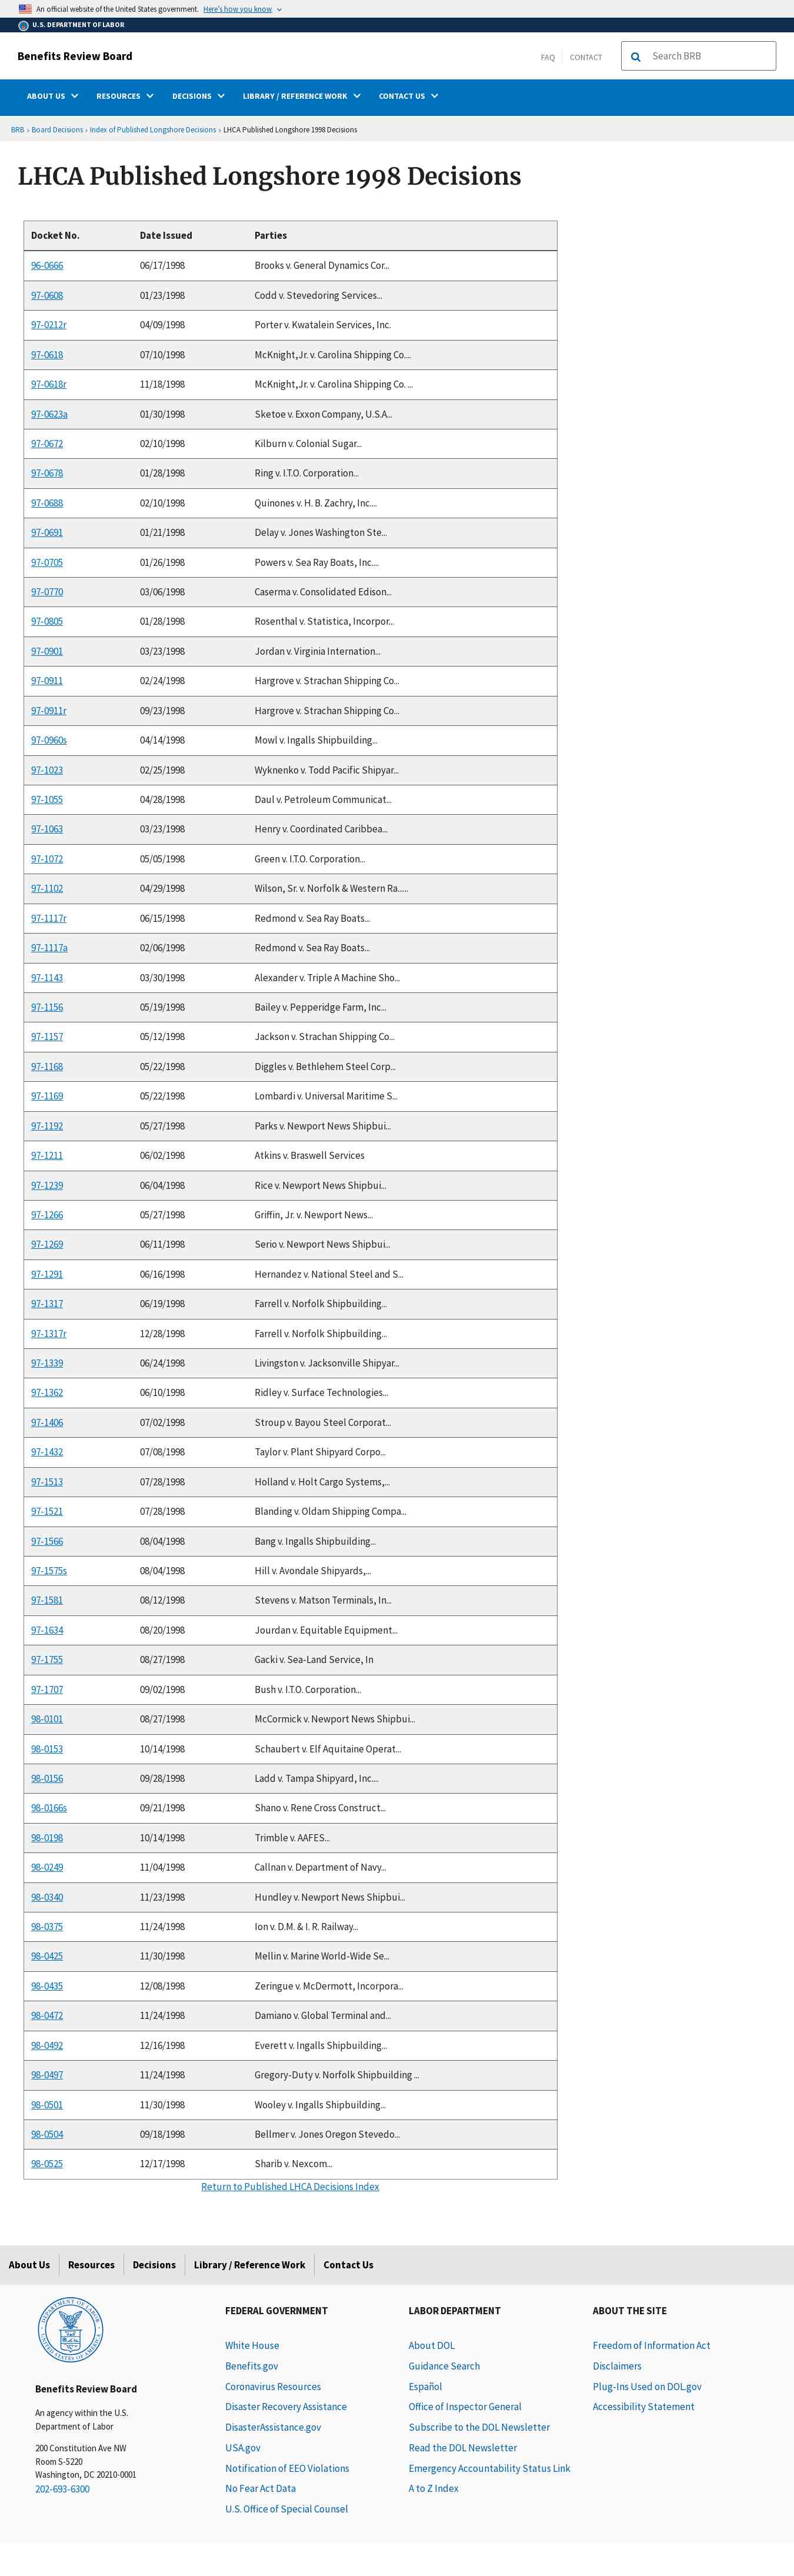 An official website of the United States government. Here's how you know
U.S. DEPARTMENT OF LABOR
Benefits Review Board
FAQ CONTACT Search BRB
ABOUT US RESOURCES DECISIONS LIBRARY / REFERENCE WORK CONTACT US
BRB › Board Decisions › Index of Published Longshore Decisions › LHCA Published Longshore 1998 Decisions
LHCA Published Longshore 1998 Decisions
Docket No. Date Issued Parties
96-0666 06/17/1998 Brooks v. General Dynamics Cor...
97-0608 01/23/1998 Codd v. Stevedoring Services...
97-0212r 04/09/1998 Porter v. Kwatalein Services, Inc.
97-0618 07/10/1998 McKnight,Jr. v. Carolina Shipping Co....
97-0618r 11/18/1998 McKnight,Jr. v. Carolina Shipping Co. ...
97-0623a 01/30/1998 Sketoe v. Exxon Company, U.S.A...
97-0672 02/10/1998 Kilburn v. Colonial Sugar...
97-0678 01/28/1998 Ring v. I.T.O. Corporation...
97-0688 02/10/1998 Quinones v. H. B. Zachry, Inc....
97-0691 01/21/1998 Delay v. Jones Washington Ste...
97-0705 01/26/1998 Powers v. Sea Ray Boats, Inc....
97-0770 03/06/1998 Caserma v. Consolidated Edison...
97-0805 01/28/1998 Rosenthal v. Statistica, Incorpor...
97-0901 03/23/1998 Jordan v. Virginia Internation...
97-0911 02/24/1998 Hargrove v. Strachan Shipping Co...
97-0911r 09/23/1998 Hargrove v. Strachan Shipping Co...
97-0960s 04/14/1998 Mowl v. Ingalls Shipbuilding...
97-1023 02/25/1998 Wyknenko v. Todd Pacific Shipyar...
97-1055 04/28/1998 Daul v. Petroleum Communicat...
97-1063 03/23/1998 Henry v. Coordinated Caribbea...
97-1072 05/05/1998 Green v. I.T.O. Corporation...
97-1102 04/29/1998 Wilson, Sr. v. Norfolk & Western Ra......
97-1117r 06/15/1998 Redmond v. Sea Ray Boats...
97-1117a 02/06/1998 Redmond v. Sea Ray Boats...
97-1143 03/30/1998 Alexander v. Triple A Machine Sho...
97-1156 05/19/1998 Bailey v. Pepperidge Farm, Inc...
97-1157 05/12/1998 Jackson v. Strachan Shipping Co...
97-1168 05/22/1998 Diggles v. Bethlehem Steel Corp...
97-1169 05/22/1998 Lombardi v. Universal Maritime S...
97-1192 05/27/1998 Parks v. Newport News Shipbui...
97-1211 06/02/1998 Atkins v. Braswell Services
97-1239 06/04/1998 Rice v. Newport News Shipbui...
97-1266 05/27/1998 Griffin, Jr. v. Newport News...
97-1269 06/11/1998 Serio v. Newport News Shipbui...
97-1291 06/16/1998 Hernandez v. National Steel and S...
97-1317 06/19/1998 Farrell v. Norfolk Shipbuilding...
97-1317r 12/28/1998 Farrell v. Norfolk Shipbuilding...
97-1339 06/24/1998 Livingston v. Jacksonville Shipyar...
97-1362 06/10/1998 Ridley v. Surface Technologies...
97-1406 07/02/1998 Stroup v. Bayou Steel Corporat...
97-1432 07/08/1998 Taylor v. Plant Shipyard Corpo...
97-1513 07/28/1998 Holland v. Holt Cargo Systems,...
97-1521 07/28/1998 Blanding v. Oldam Shipping Compa...
97-1566 08/04/1998 Bang v. Ingalls Shipbuilding...
97-1575s 08/04/1998 Hill v. Avondale Shipyards,...
97-1581 08/12/1998 Stevens v. Matson Terminals, In...
97-1634 08/20/1998 Jourdan v. Equitable Equipment...
97-1755 08/27/1998 Gacki v. Sea-Land Service, In
97-1707 09/02/1998 Bush v. I.T.O. Corporation...
98-0101 08/27/1998 McCormick v. Newport News Shipbui...
98-0153 10/14/1998 Schaubert v. Elf Aquitaine Operat...
98-0156 09/28/1998 Ladd v. Tampa Shipyard, Inc....
98-0166s 09/21/1998 Shano v. Rene Cross Construct...
98-0198 10/14/1998 Trimble v. AAFES...
98-0249 11/04/1998 Callnan v. Department of Navy...
98-0340 11/23/1998 Hundley v. Newport News Shipbui...
98-0375 11/24/1998 Ion v. D.M. & I. R. Railway...
98-0425 11/30/1998 Mellin v. Marine World-Wide Se...
98-0435 12/08/1998 Zeringue v. McDermott, Incorpora...
98-0472 11/24/1998 Damiano v. Global Terminal and...
98-0492 12/16/1998 Everett v. Ingalls Shipbuilding...
98-0497 11/24/1998 Gregory-Duty v. Norfolk Shipbuilding ...
98-0501 11/30/1998 Wooley v. Ingalls Shipbuilding...
98-0504 09/18/1998 Bellmer v. Jones Oregon Stevedo...
98-0525 12/17/1998 Sharib v. Nexcom...
Return to Published LHCA Decisions Index
About Us Resources Decisions Library / Reference Work Contact Us
DEPARTMENT OF LABOR
UNITED STATES OF AMERICA
Benefits Review Board
An agency within the U.S.
Department of Labor
200 Constitution Ave NW
Room S-5220
Washington, DC 20210-0001
202-693-6300
FEDERAL GOVERNMENT
White House
Benefits.gov
Coronavirus Resources
Disaster Recovery Assistance
DisasterAssistance.gov
USA.gov
Notification of EEO Violations
No Fear Act Data
U.S. Office of Special Counsel
LABOR DEPARTMENT
About DOL
Guidance Search
Español
Office of Inspector General
Subscribe to the DOL Newsletter
Read the DOL Newsletter
Emergency Accountability Status Link
A to Z Index
ABOUT THE SITE
Freedom of Information Act
Disclaimers
Plug-Ins Used on DOL.gov
Accessibility Statement